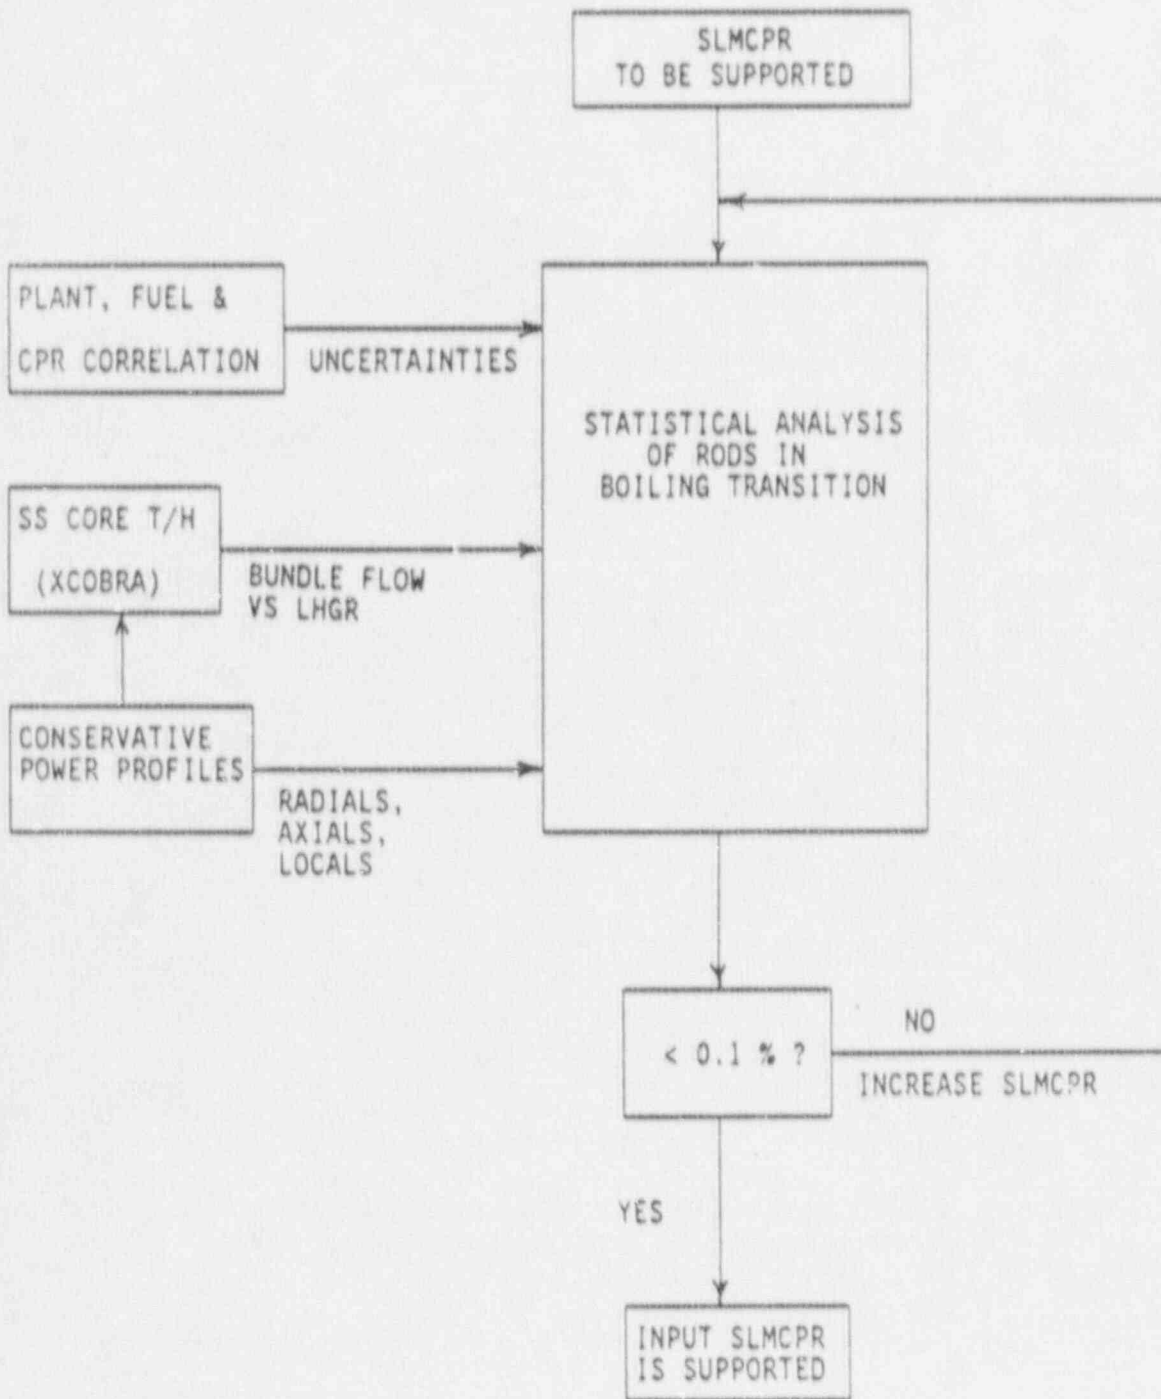 SLMCPR
TO BE SUPPORTED
PLANT, FUEL &
CPR CORRELATION
UNCERTAINTIES
STATISTICAL ANALYSIS
OF RODS IN
BOILING TRANSITION
SS CORE T/H
(XCOBRA)
BUNDLE FLOW
VS LHGR
CONSERVATIVE
POWER PROFILES
RADIALS,
AXIALS,
LOCALS
< 0.1 % ?
NO
INCREASE SLMCPR
YES
INPUT SLMCPR
IS SUPPORTED